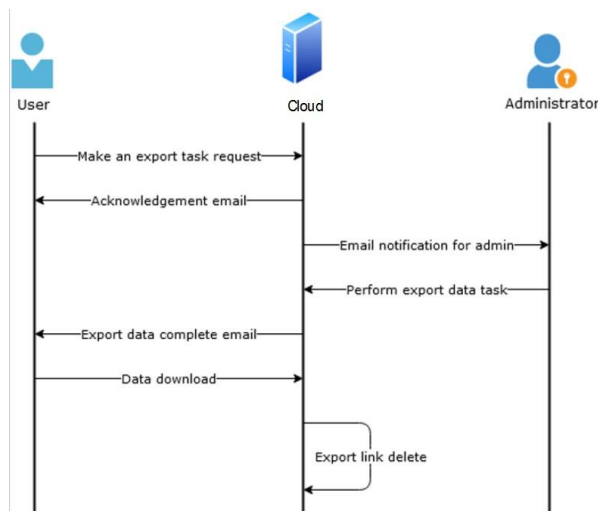 User
Cloud
Administrator
Make an export task request
Acknowledgement email
Email notification for admin
Perform export data task
Export data complete email
Data download
Export link delete